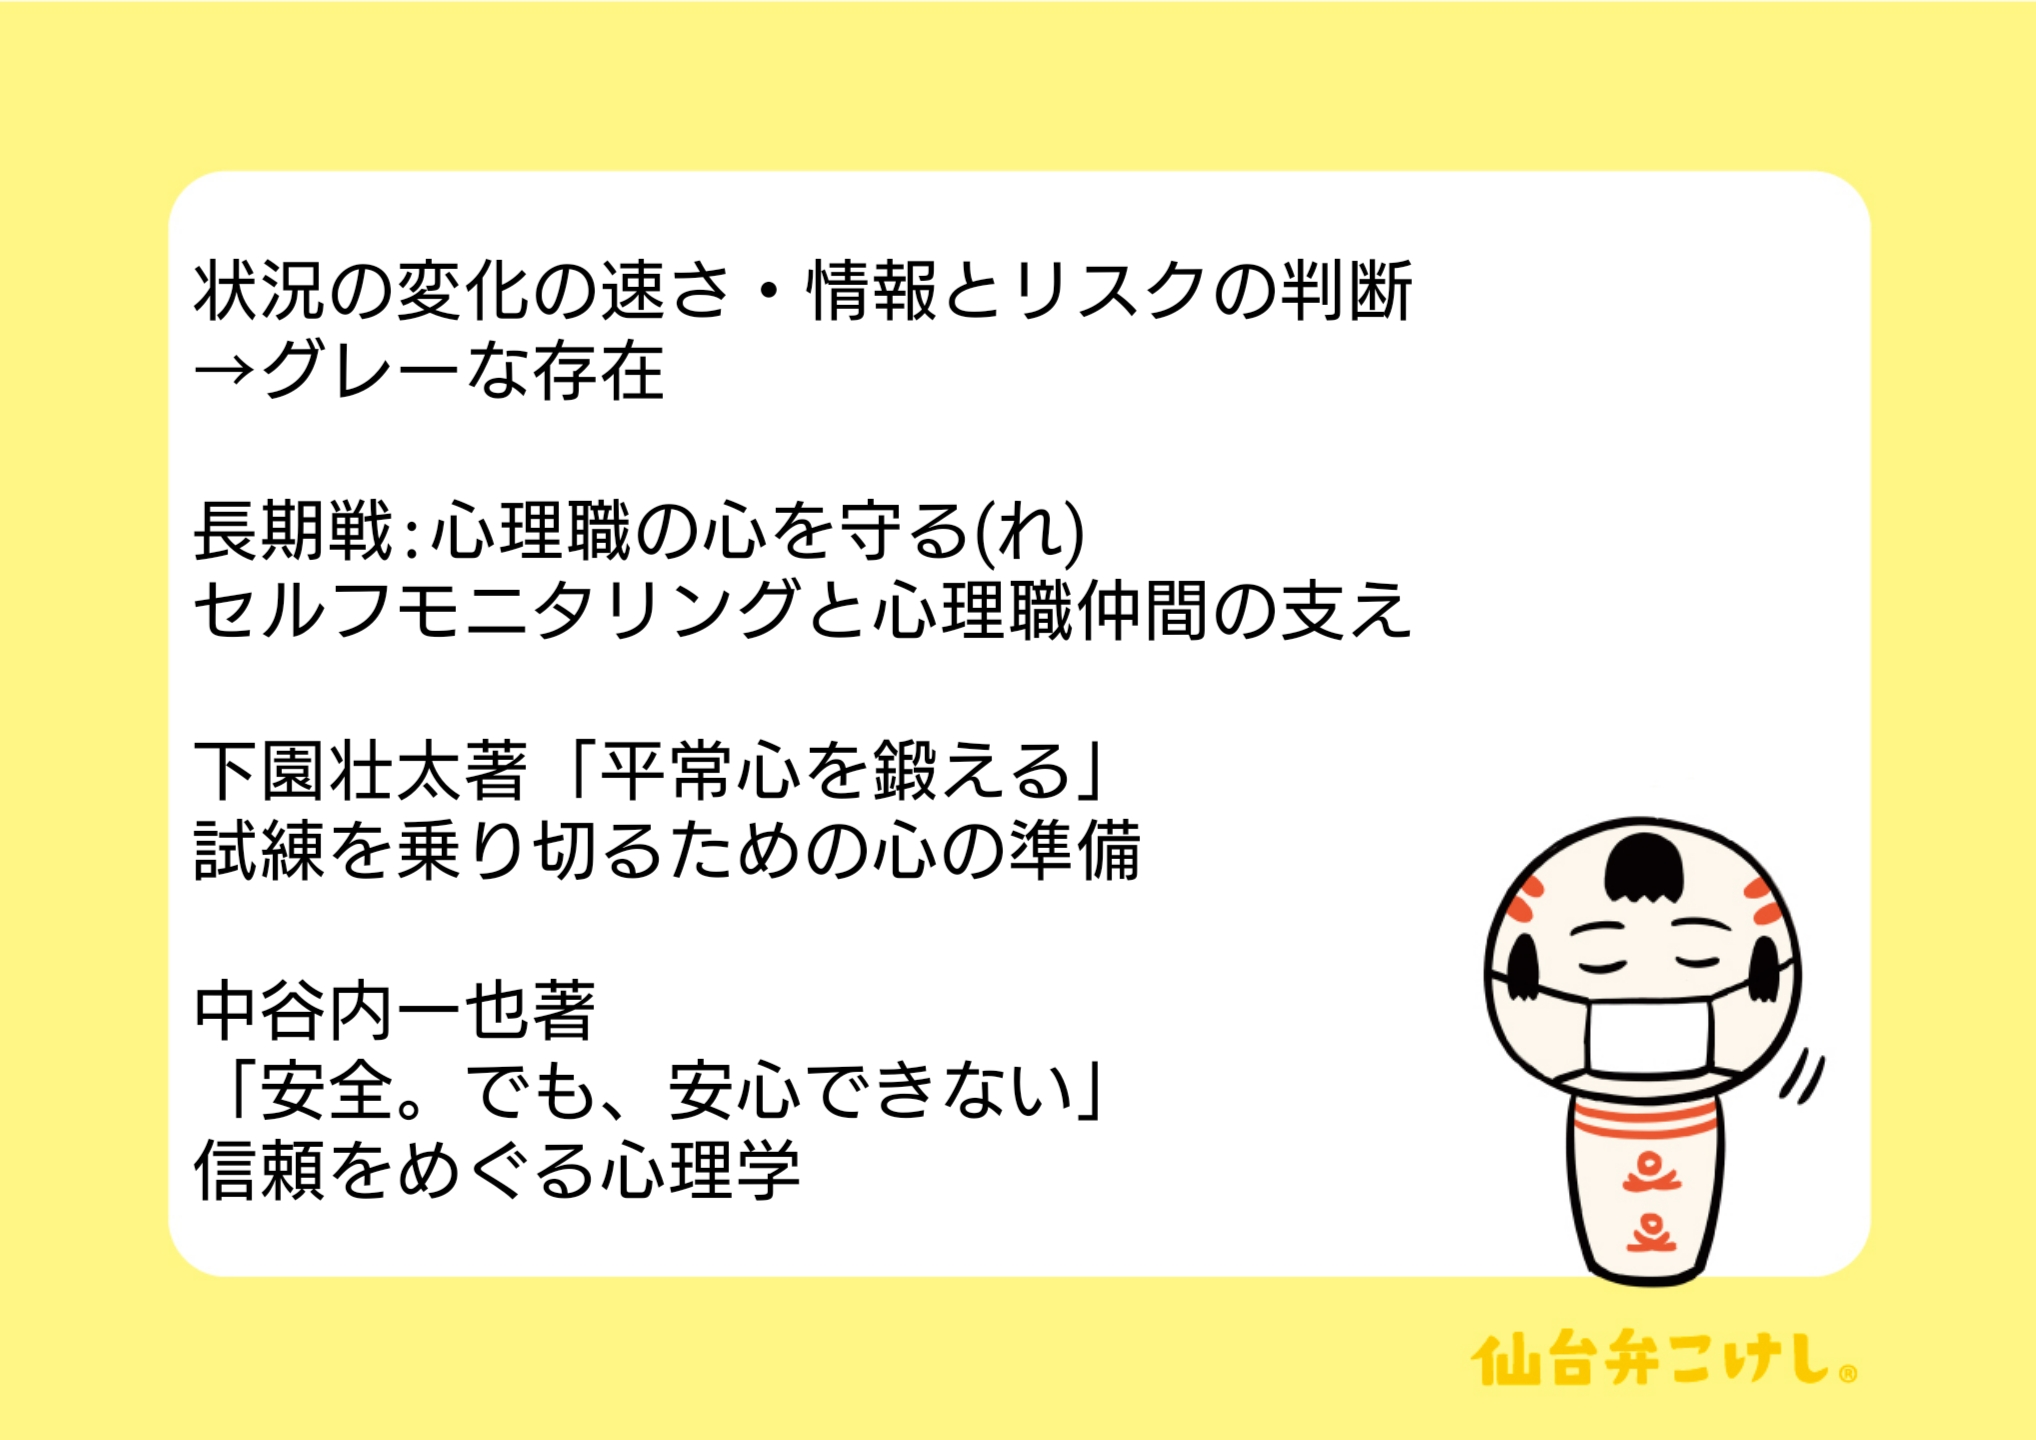 状況の変化の速さ・情報とリスクの判断
→グレーな存在
長期戦:心理職の心を守る(れ)
セルフモニタリングと心理職仲間の支え
下園壮太著「平常心を鍛える」
試練を乗り切るための心の準備
中谷内一也著
「安全。でも、安心できない」
信頼をめぐる心理学
仙台弁こけし。®